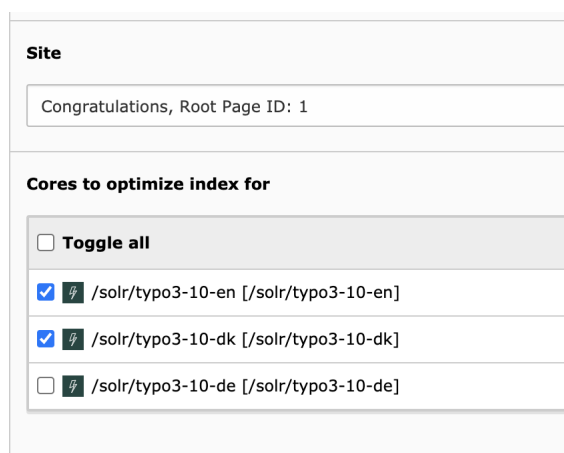 Site
Congratulations, Root Page ID: 1
Cores to optimize index for
Toggle all
/solr/typo3-10-en [/solr/typo3-10-en]
/solr/typo3-10-dk [/solr/typo3-10-dk]
/solr/typo3-10-de [/solr/typo3-10-de]